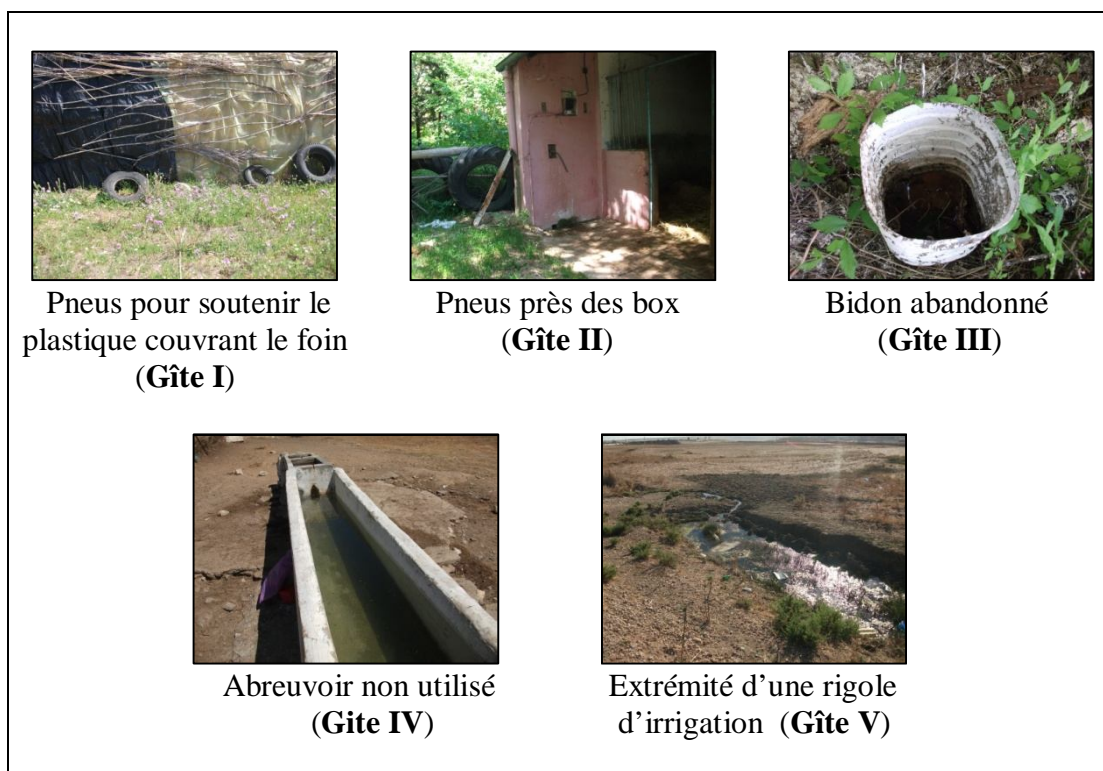 Pneus pour soutenir le
plastique couvrant le foin
(Gîte I)
Pneus près des box
(Gîte II)
Bidon abandonné
(Gîte III)
Abreuvoir non utilisé
(Gite IV)
Extrémité d’une rigole
d’irrigation (Gîte V)